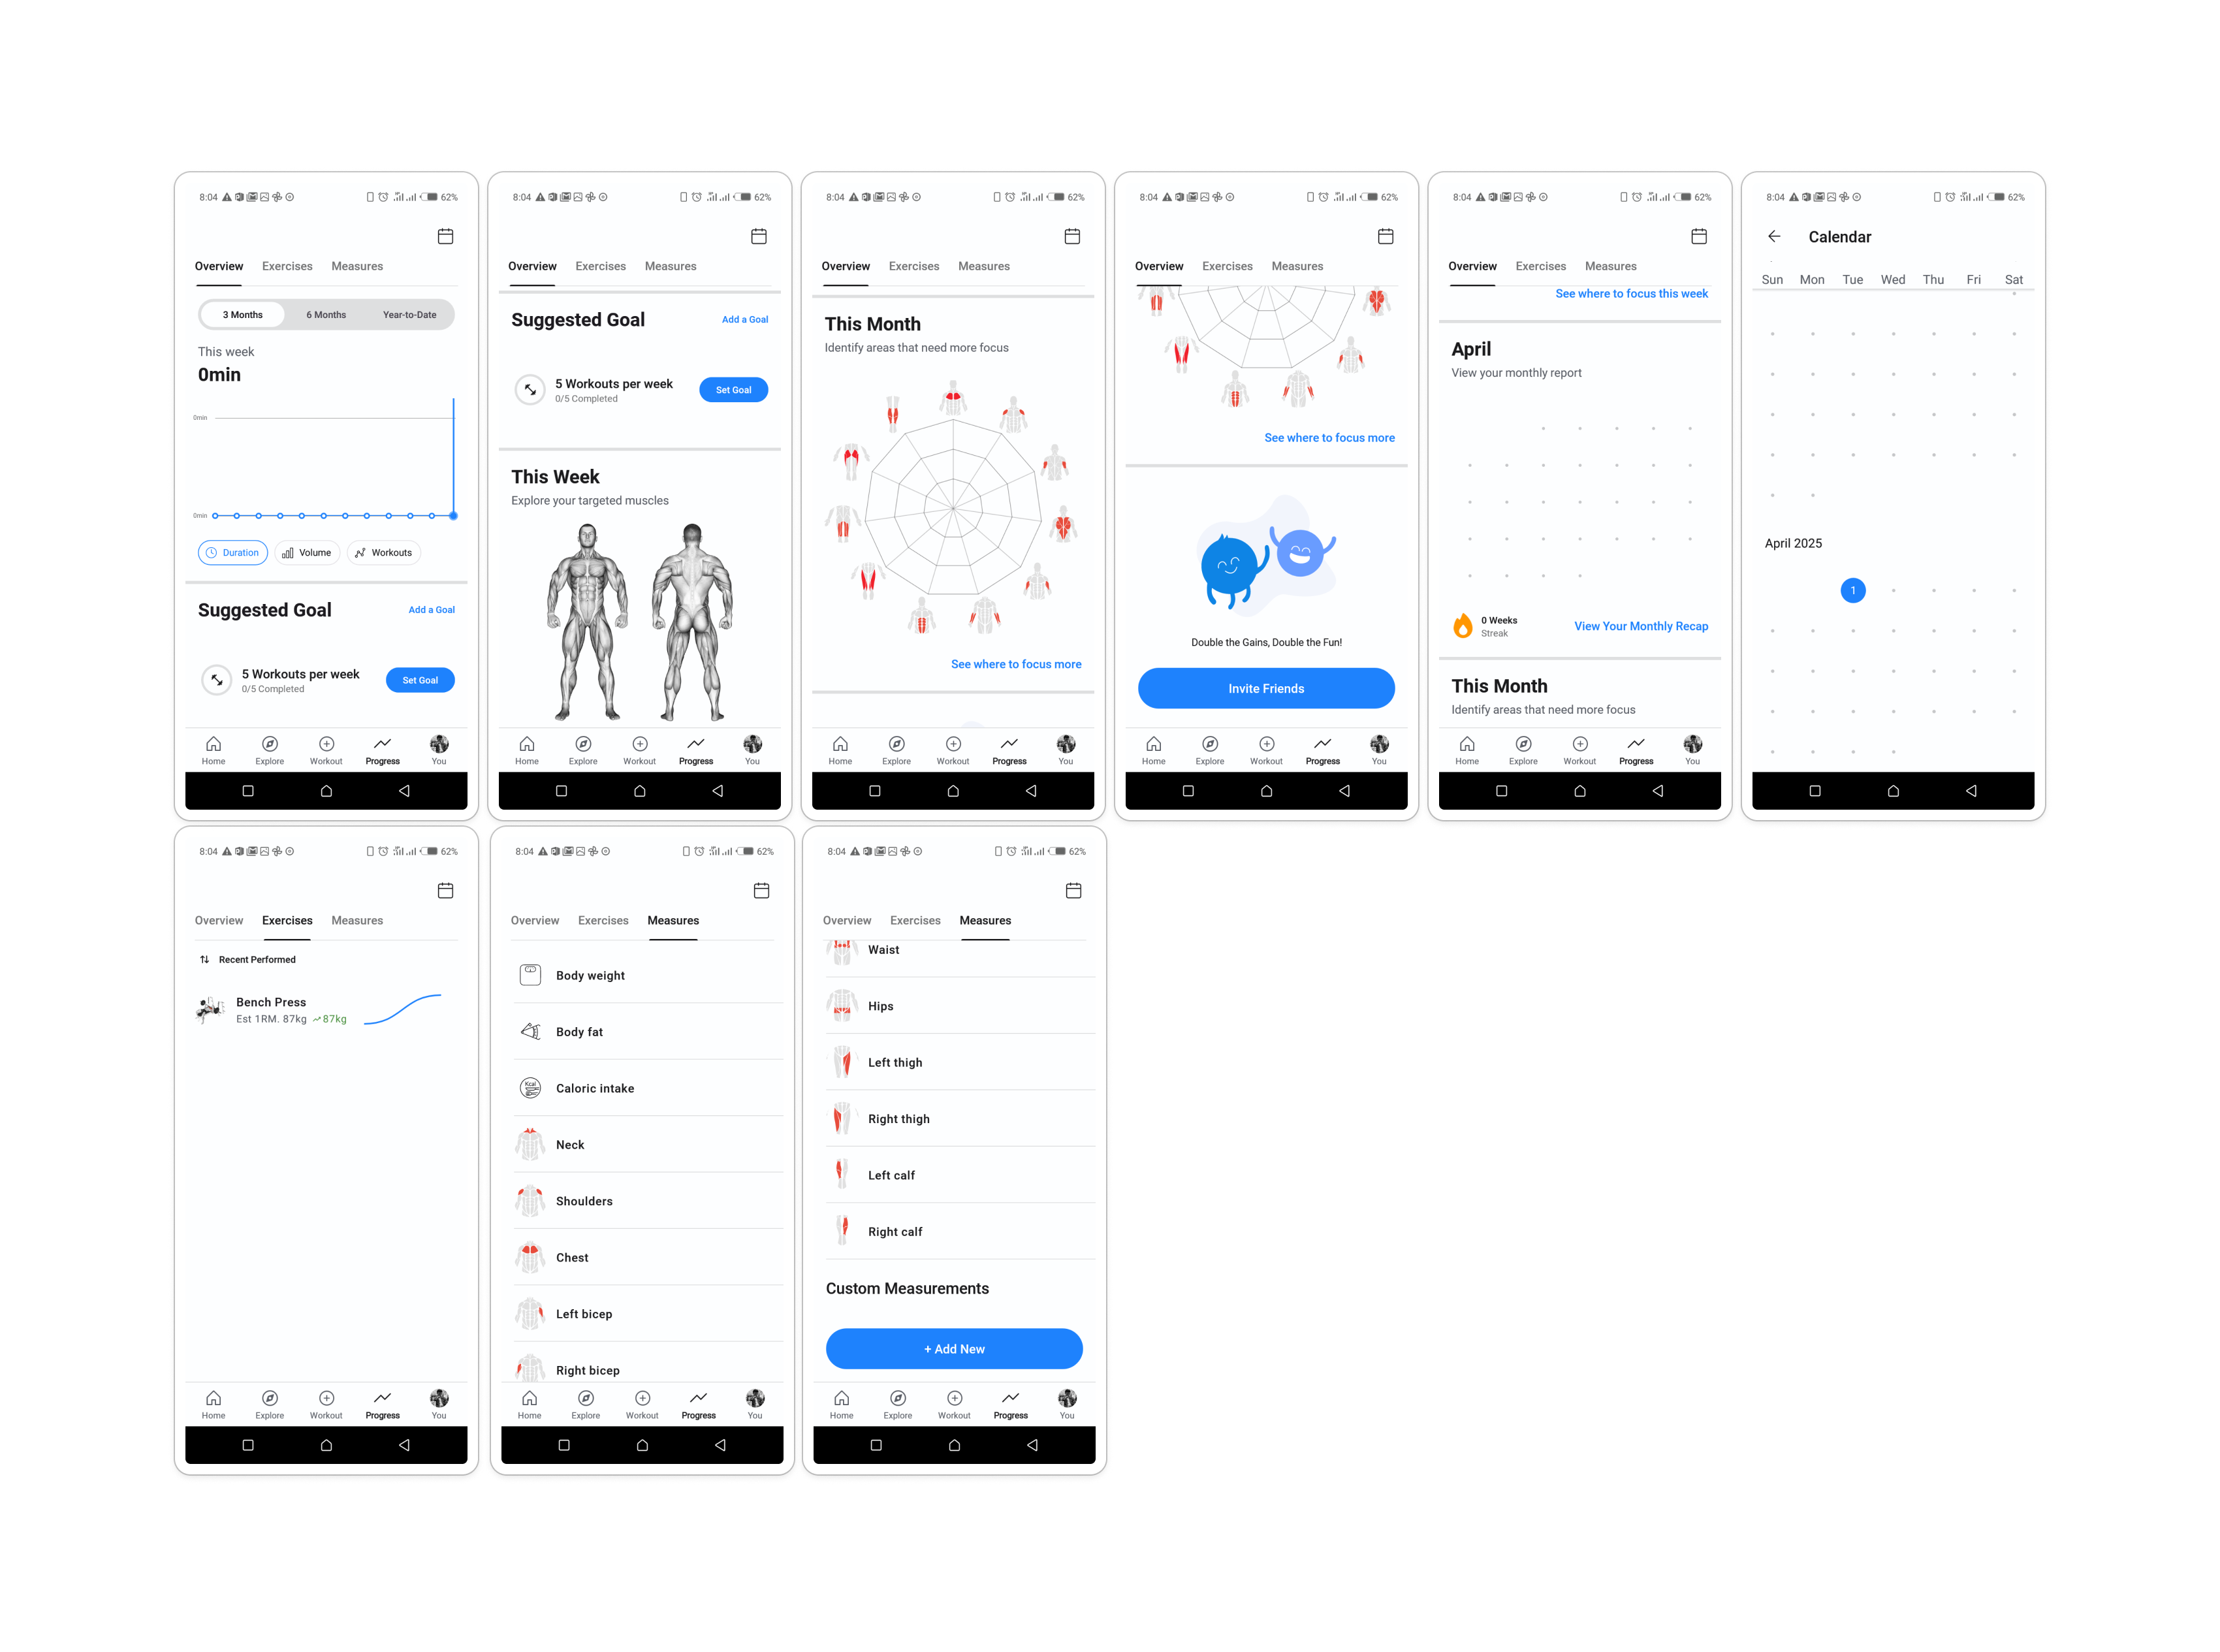 8:04 62%
Overview Exercises Measures
3 Months 6 Months Year-to-Date
This week
0min
0min
0min
Duration Volume Workouts
Suggested Goal Add a Goal
5 Workouts per week
0/5 Completed
Set Goal
Home Explore Workout Progress You
8:04 62%
Overview Exercises Measures
Suggested Goal Add a Goal
5 Workouts per week
0/5 Completed
Set Goal
This Week
Explore your targeted muscles
Home Explore Workout Progress You
8:04 62%
Overview Exercises Measures
This Month
Identify areas that need more focus
See where to focus more
Home Explore Workout Progress You
8:04 62%
Overview Exercises Measures
See where to focus more
Double the Gains, Double the Fun!
Invite Friends
Home Explore Workout Progress You
8:04 62%
Overview Exercises Measures
See where to focus this week
April
View your monthly report
0 Weeks
Streak
View Your Monthly Recap
This Month
Identify areas that need more focus
Home Explore Workout Progress You
8:04 62%
Calendar
Sun Mon Tue Wed Thu Fri Sat
April 2025
1
8:04 62%
Overview Exercises Measures
Recent Performed
Bench Press
Est 1RM. 87kg 87kg
Home Explore Workout Progress You
8:04 62%
Overview Exercises Measures
Body weight
Body fat
Kcal
Caloric intake
Neck
Shoulders
Chest
Left bicep
Right bicep
Home Explore Workout Progress You
8:04 62%
Overview Exercises Measures
Waist
Hips
Left thigh
Right thigh
Left calf
Right calf
Custom Measurements
+ Add New
Home Explore Workout Progress You